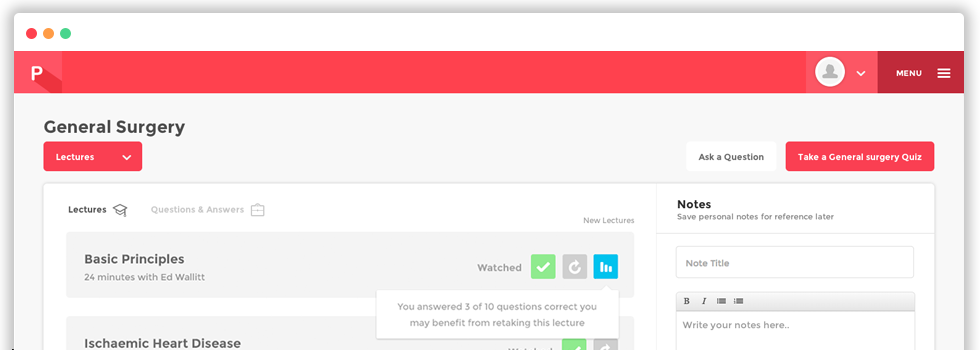 P
MENU
General Surgery
Lectures
Ask a Question
Take a General surgery Quiz
Lectures
Questions & Answers
New Lectures
Basic Principles
24 minutes with Ed Wallitt
Watched
You answered 3 of 10 questions correct you
may benefit from retaking this lecture
Ischaemic Heart Disease
Watched
Notes
Save personal notes for reference later
Note Title
B I
Write your notes here..